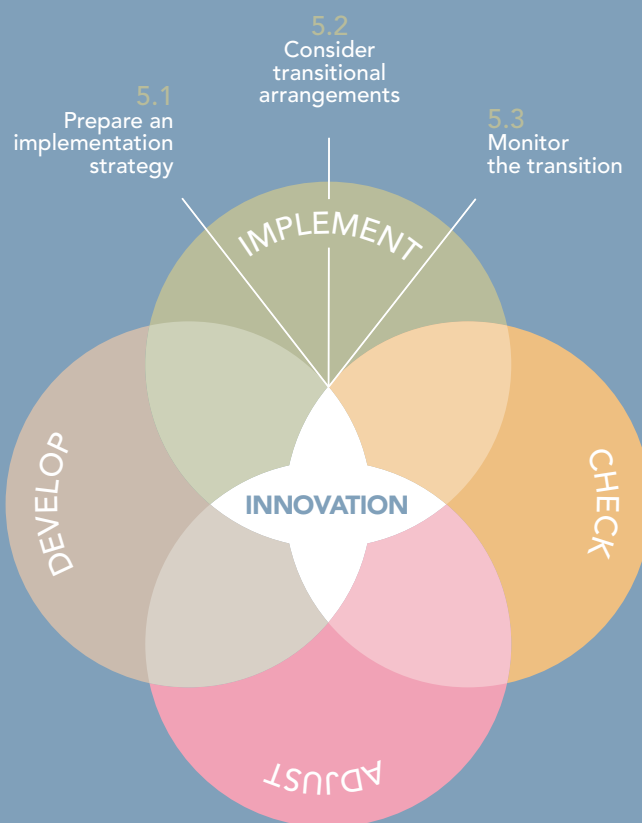 5.1
Prepare an
implementation
strategy
5.2
Consider
transitional
arrangements
5.3
Monitor
the transition
IMPLEMENT
DEVELOP
INNOVATION
CHECK
ADJUST